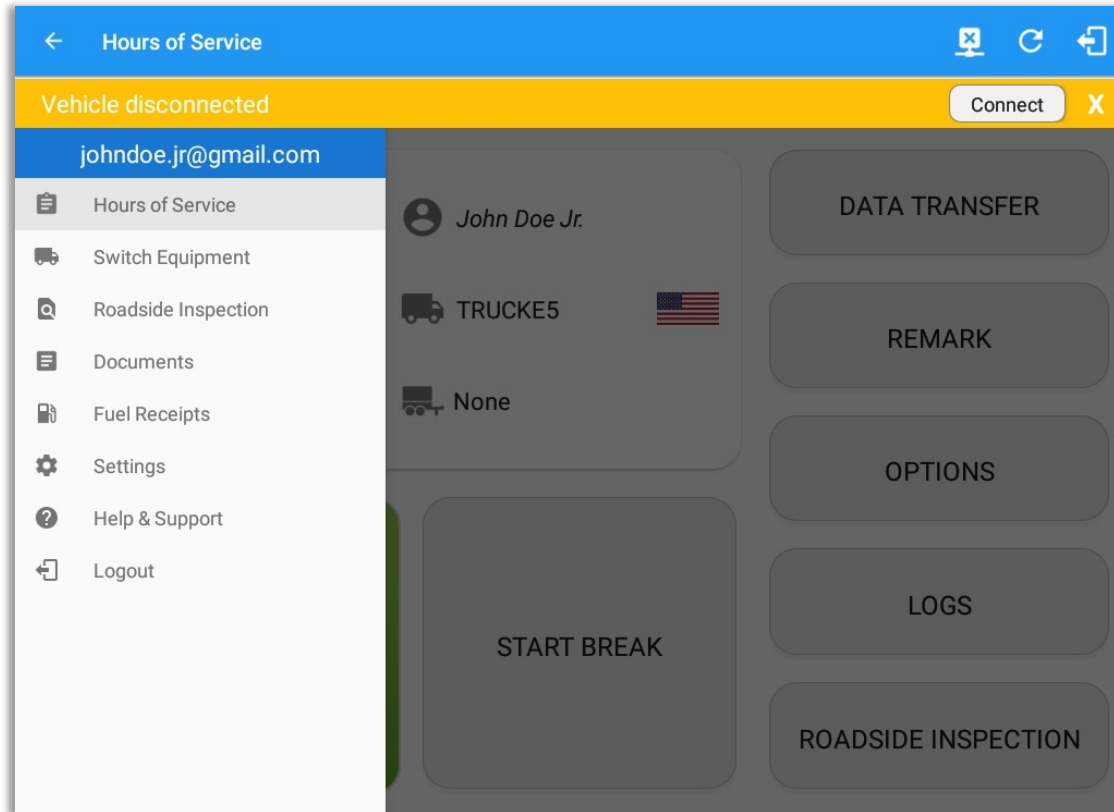 Hours of Service
Vehicle disconnected
Connect
X
johndoe.jr@gmail.com
Hours of Service
Switch Equipment
Roadside Inspection
Documents
Fuel Receipts
Settings
Help & Support
Logout
John Doe Jr.
TRUCKE5
None
START BREAK
DATA TRANSFER
REMARK
OPTIONS
LOGS
ROADSIDE INSPECTION